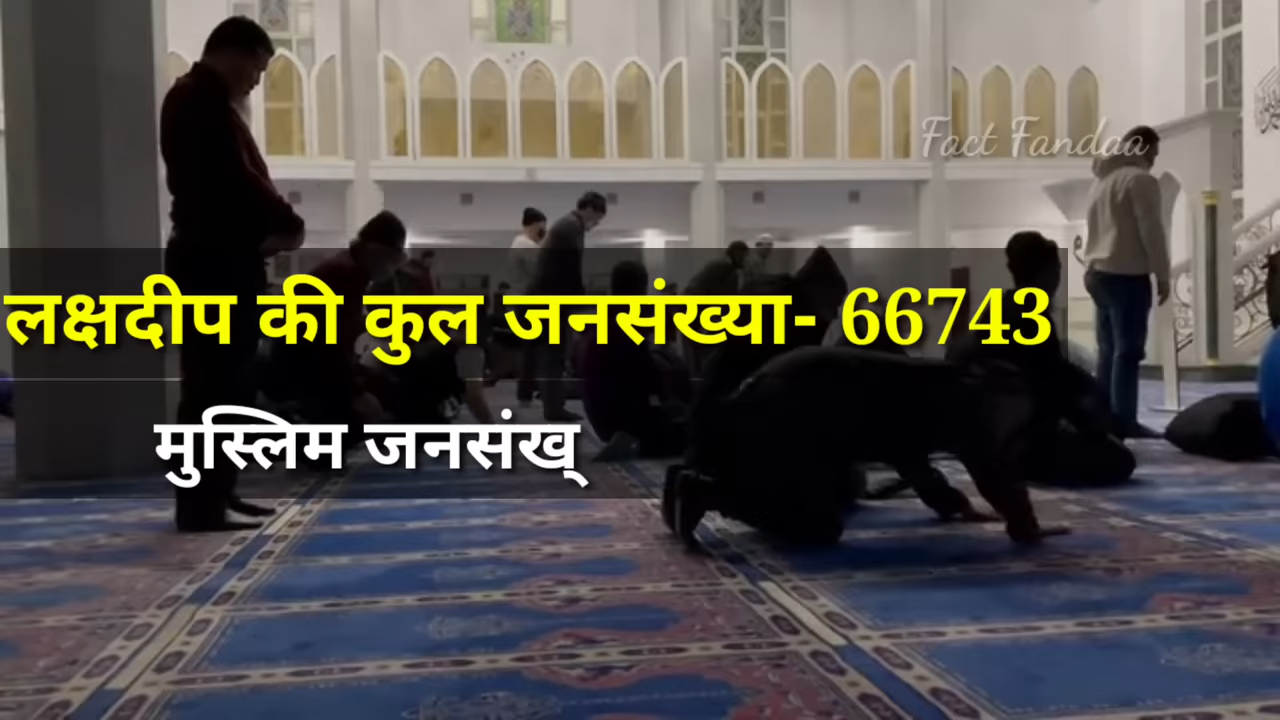 Fact Fandaa
लक्षदीप की कुल जनसंख्या- 66743
मुस्लिम जनसंख्